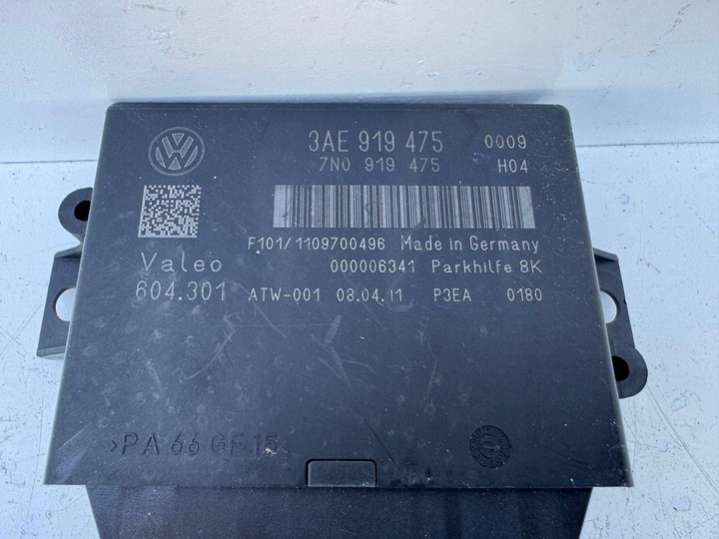 3AE 919 475 0009
7N0 919 475 H04
F101/1109700496 Made in Germany
Valeo 000006341 Parkhilfe 8K
604.301 ATW-001 08.04.11 P3EA 0180
>PA 66 GF15